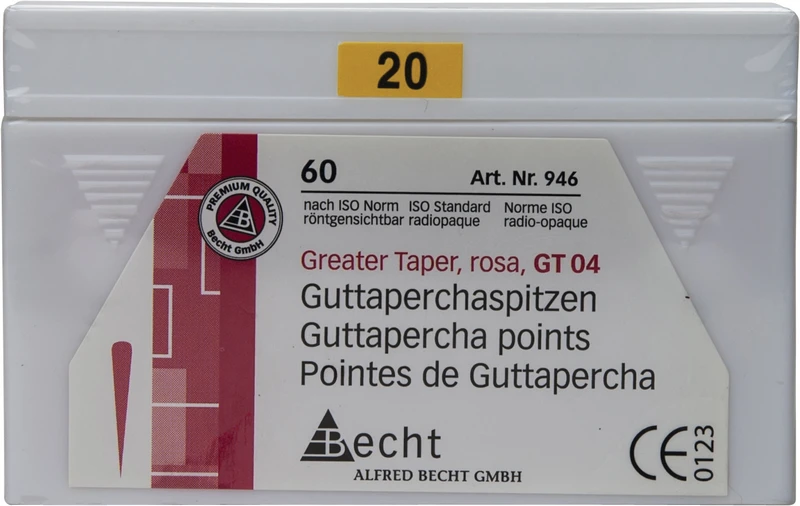 20
PREMIUM QUALITY
B
Becht GmbH
60
Art. Nr. 946
nach ISO Norm ISO Standard Norme ISO
röntgensichtbar radiopaque radio-opaque
Greater Taper, rosa, GT 04
Guttaperchaspitzen
Guttapercha points
Pointes de Guttapercha
Becht
ALFRED BECHT GMBH
CE 0123